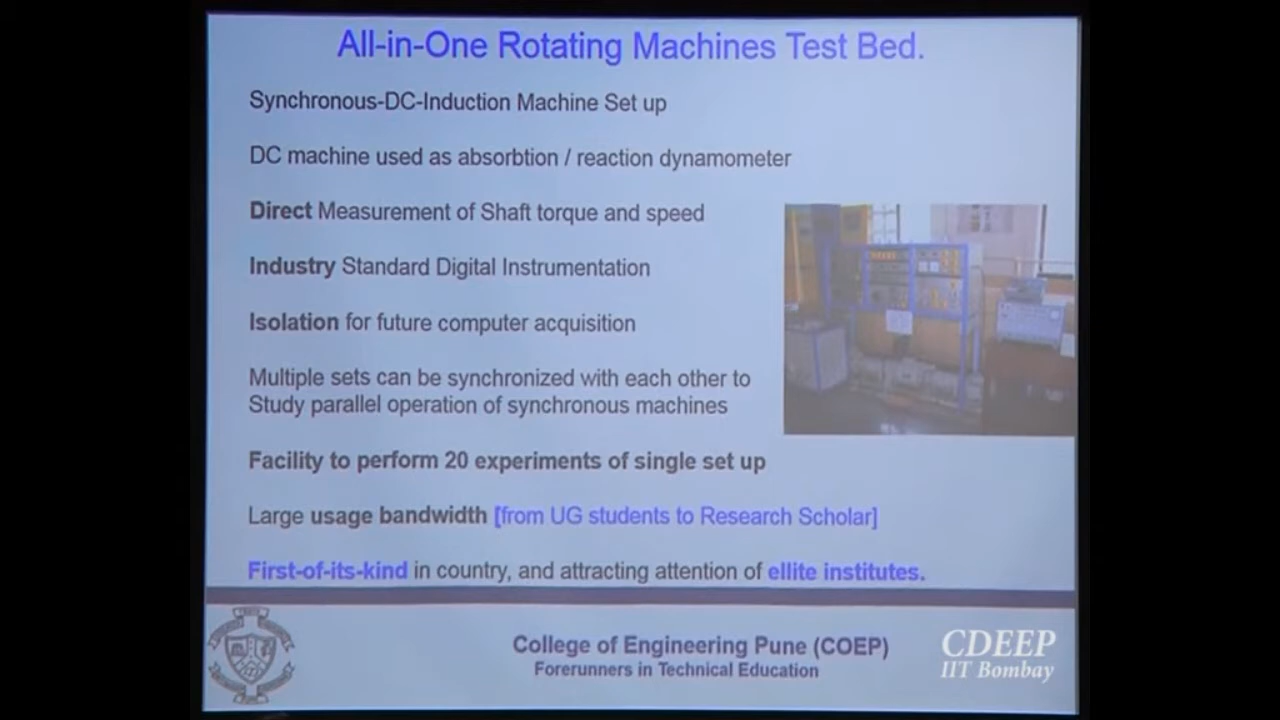 All-in-One Rotating Machines Test Bed.
Synchronous-DC-Induction Machine Set up
DC machine used as absorbtion / reaction dynamometer
Direct Measurement of Shaft torque and speed
Industry Standard Digital Instrumentation
Isolation for future computer acquisition
Multiple sets can be synchronized with each other to
Study parallel operation of synchronous machines
Facility to perform 20 experiments of single set up
Large usage bandwidth [from UG students to Research Scholar]
First-of-its-kind in country, and attracting attention of ellite institutes.
College of Engineering Pune (COEP)
Forerunners in Technical Education
CDEEP
IIT Bombay